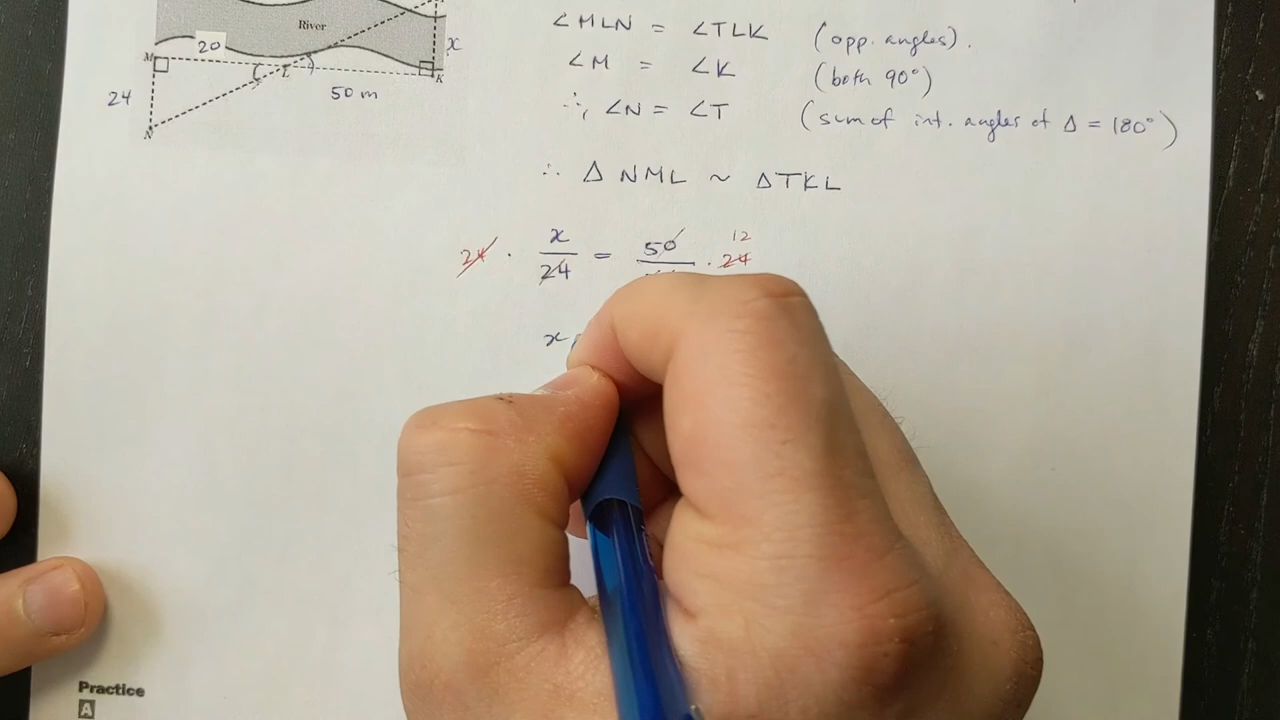 River
x
M 20
L
K
24
50 m
N
∠MLN = ∠TLK (opp. angles).
∠M = ∠K (both 90°)
∴ ∠N = ∠T (sum of int. angles of Δ = 180°)
∴ Δ NML ~ ΔTKL
24 · x/24 = 50/ · 24 12
x
Practice
A